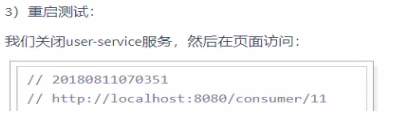 3）重启测试：
我们关闭user-service服务，然后在页面访问：
// 20180811070351
// http://localhost:8080/consumer/11